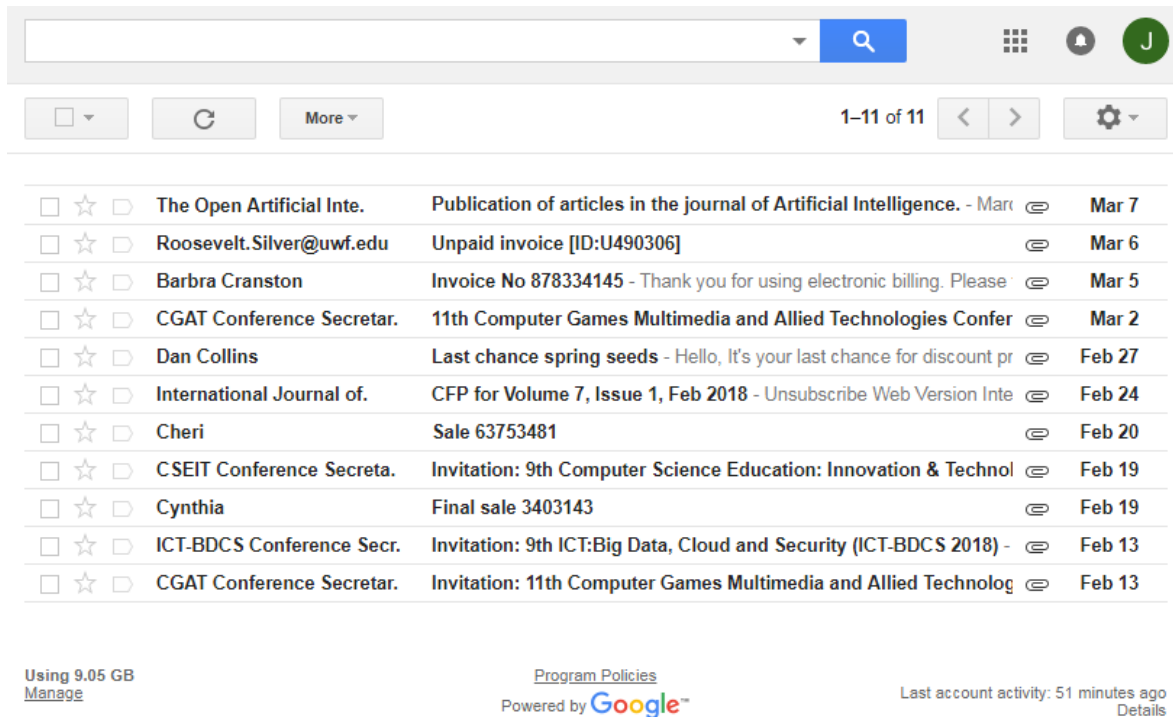 J
More
1–11 of 11
The Open Artificial Inte. Publication of articles in the journal of Artificial Intelligence. - Marc Mar 7
Roosevelt.Silver@uwf.edu Unpaid invoice [ID:U490306] Mar 6
Barbra Cranston Invoice No 878334145 - Thank you for using electronic billing. Please Mar 5
CGAT Conference Secretar. 11th Computer Games Multimedia and Allied Technologies Confer Mar 2
Dan Collins Last chance spring seeds - Hello, It's your last chance for discount pr Feb 27
International Journal of. CFP for Volume 7, Issue 1, Feb 2018 - Unsubscribe Web Version Inte Feb 24
Cheri Sale 63753481 Feb 20
CSEIT Conference Secreta. Invitation: 9th Computer Science Education: Innovation & Technol Feb 19
Cynthia Final sale 3403143 Feb 19
ICT-BDCS Conference Secr. Invitation: 9th ICT:Big Data, Cloud and Security (ICT-BDCS 2018) - Feb 13
CGAT Conference Secretar. Invitation: 11th Computer Games Multimedia and Allied Technolog Feb 13
Using 9.05 GB
Manage
Program Policies
Powered by Google™
Last account activity: 51 minutes ago
Details